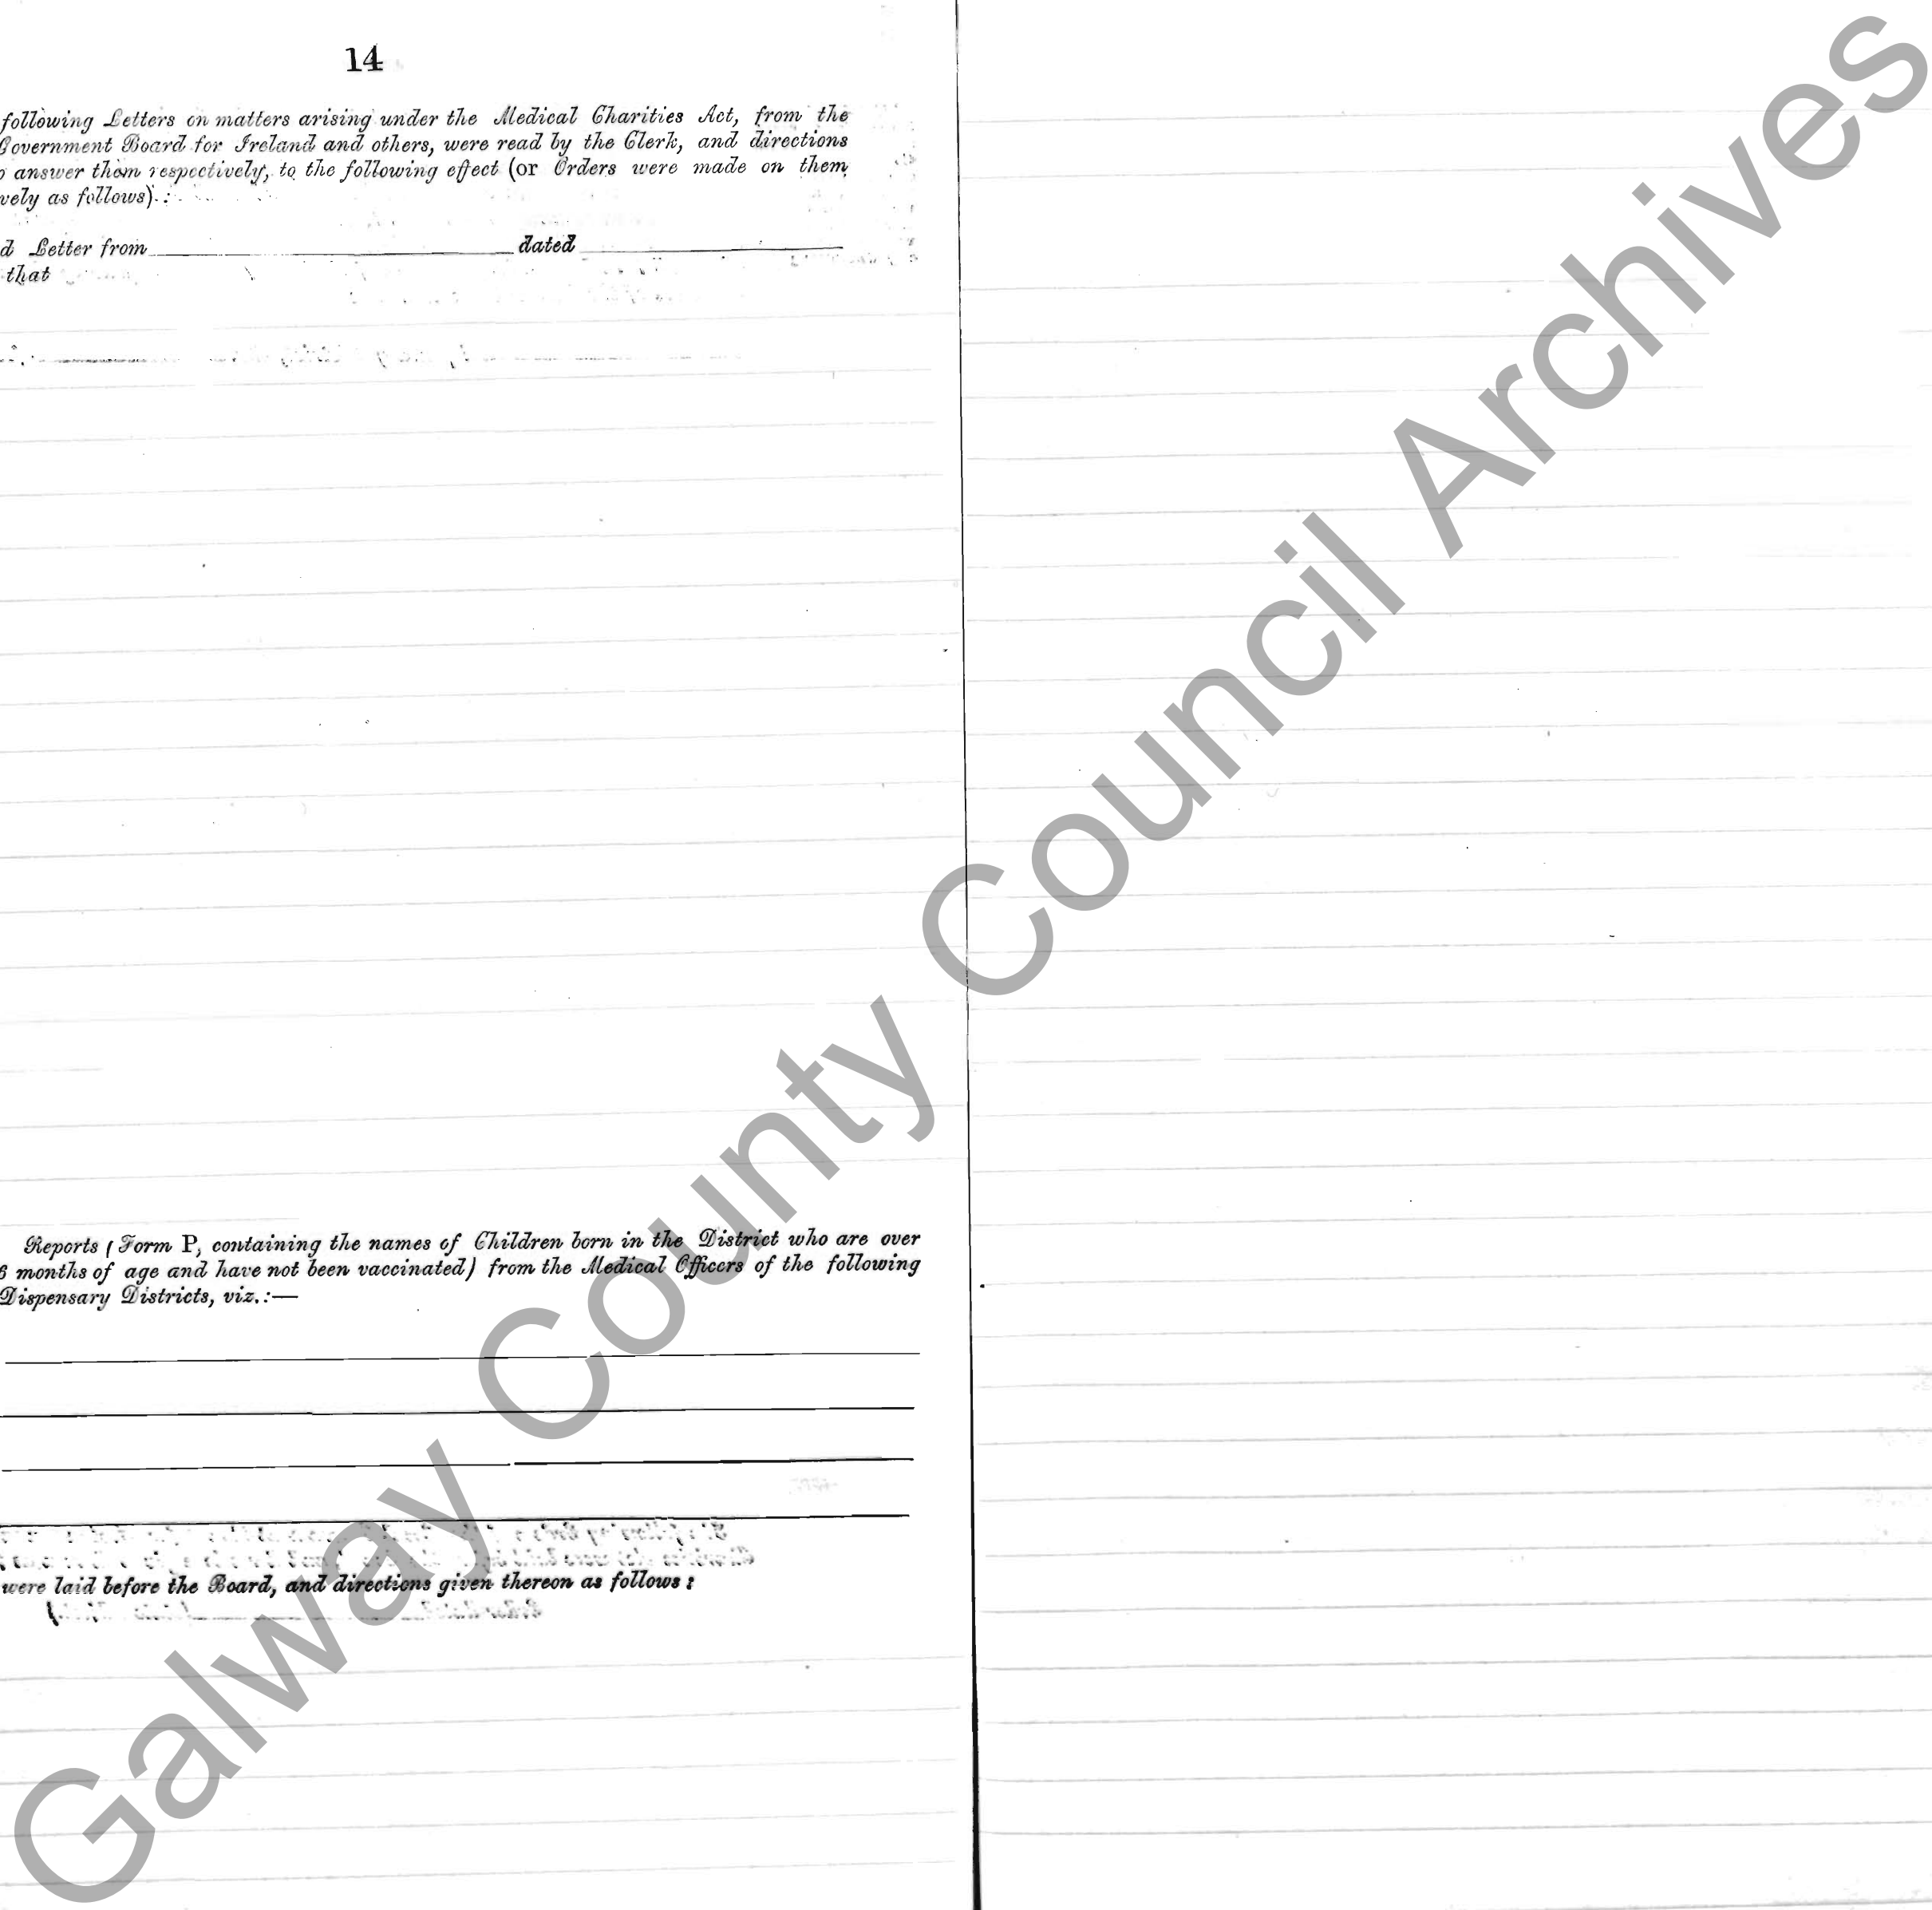 14
following Letters on matters arising under the Medical Charities Act, from the
Government Board for Ireland and others, were read by the Clerk, and directions
o answer them respectively, to the following effect (or Orders were made on them
vely as follows) :
d Letter from dated
that
Reports (Form P, containing the names of Children born in the District who are over
6 months of age and have not been vaccinated) from the Medical Officers of the following
Dispensary Districts, viz.:—
were laid before the Board, and directions given thereon as follows :
Galway County Council Archives